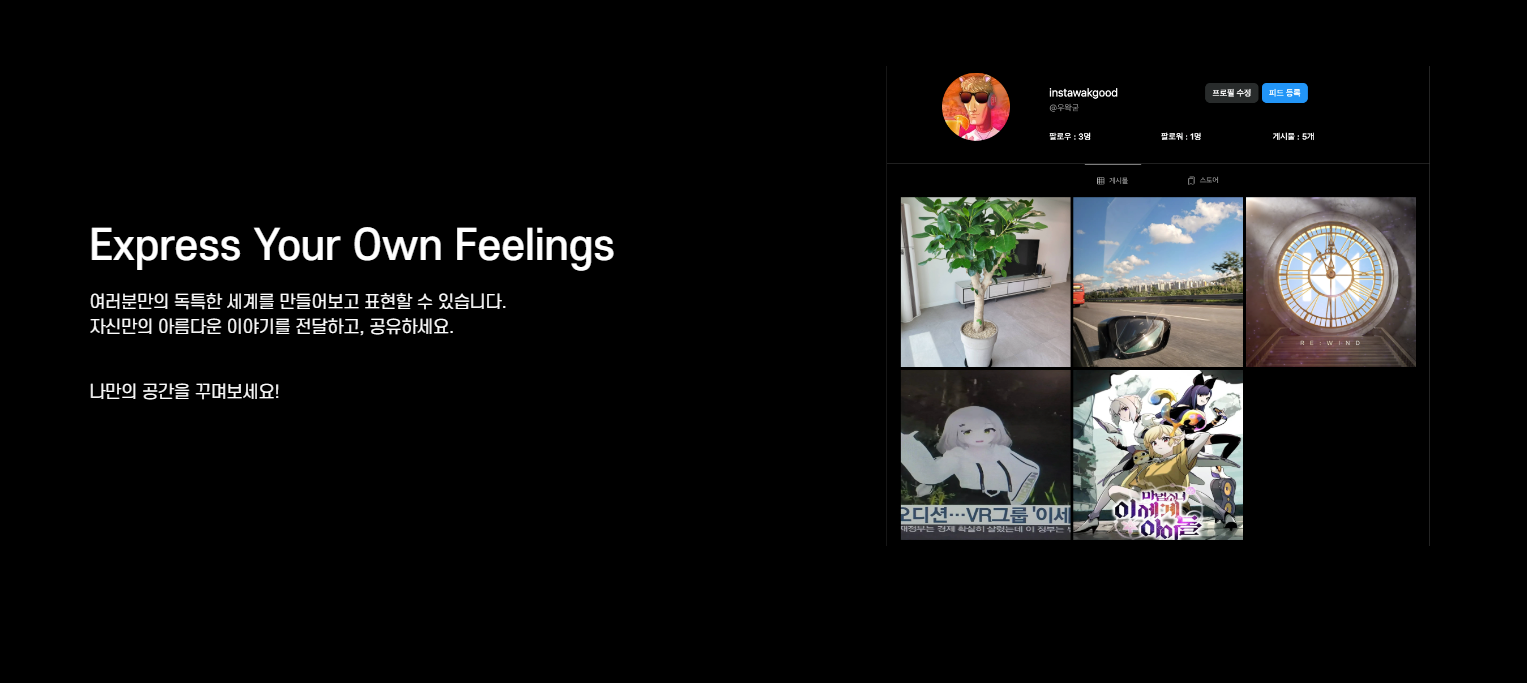 Express Your Own Feelings
여러분만의 독특한 세계를 만들어보고 표현할 수 있습니다.
자신만의 아름다운 이야기를 전달하고, 공유하세요.
나만의 공간을 꾸며보세요!
instawakgood
@우왁굳
프로필 수정
피드 등록
팔로우 : 3명
팔로워 : 1명
게시물 : 5개
게시물
스토어
RE:WIND
오디션…VR그룹 '이세
마법소녀
이세계
아이돌